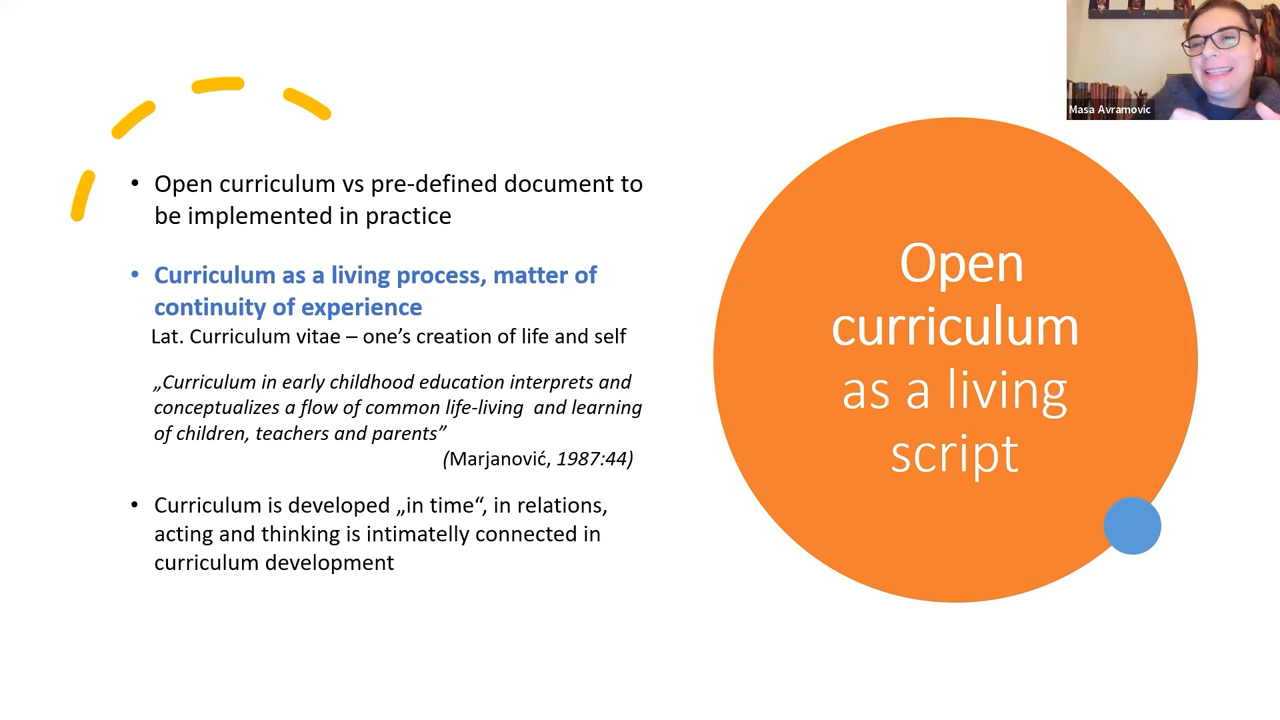 Masa Avramovic
• Open curriculum vs pre-defined document to
be implemented in practice
• Curriculum as a living process, matter of
continuity of experience
Lat. Curriculum vitae – one’s creation of life and self
„Curriculum in early childhood education interprets and
conceptualizes a flow of common life-living and learning
of children, teachers and parents”
(Marjanović, 1987:44)
• Curriculum is developed „in time“, in relations,
acting and thinking is intimatelly connected in
curriculum development
Open
curriculum
as a living
script